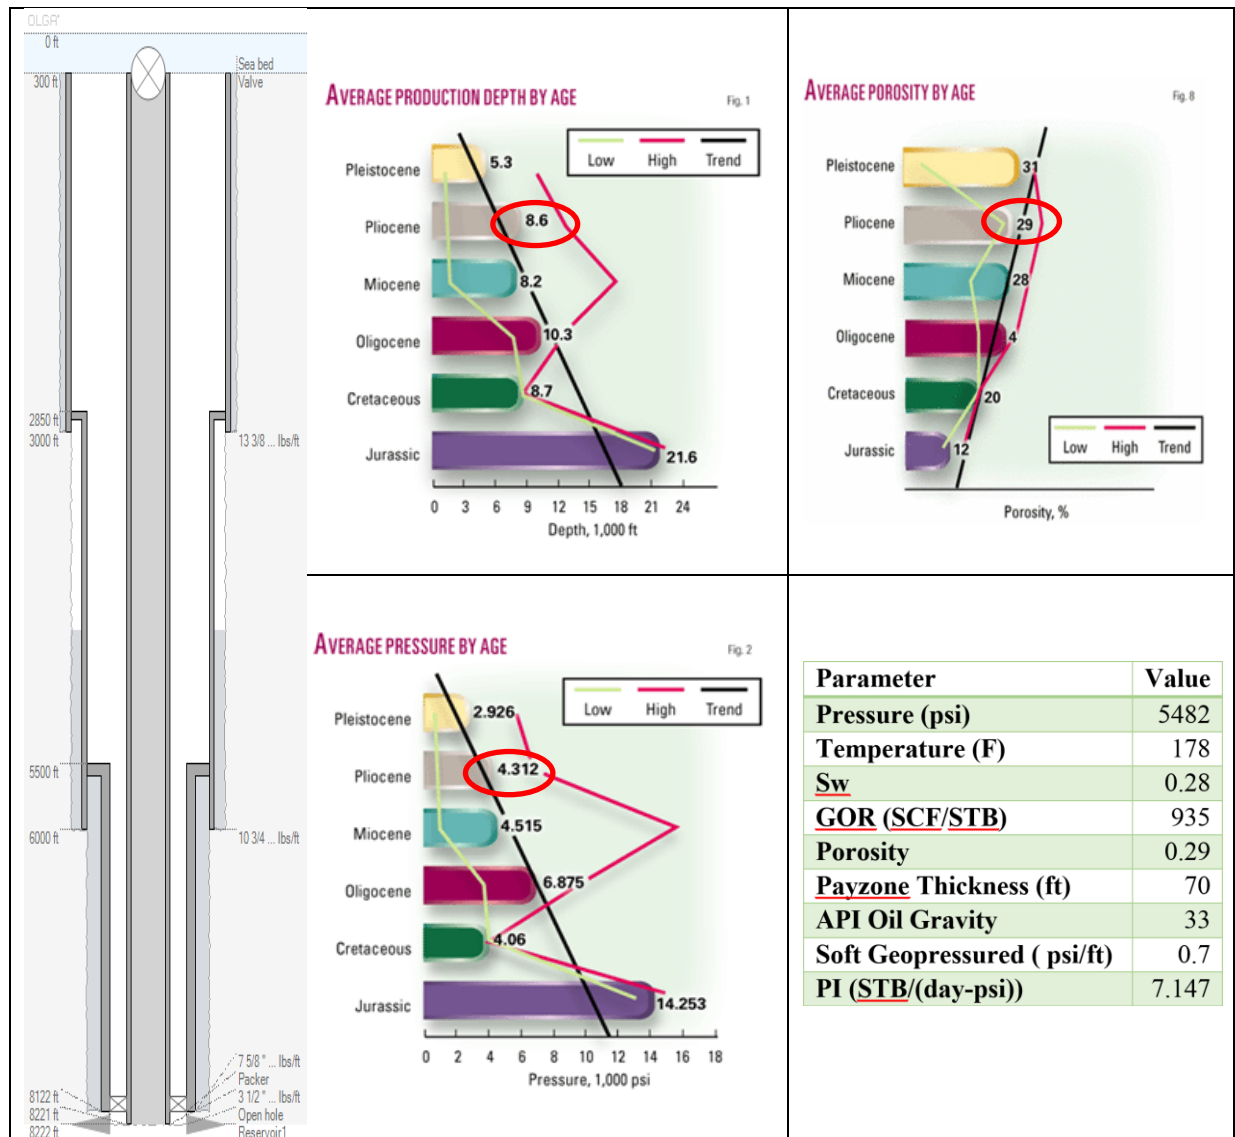 OLGA®
0 ft
Sea bed
300 ft
Valve
2850 ft
3000 ft
13 3/8 ... lbs/ft
5500 ft
6000 ft
10 3/4 ... lbs/ft
7 5/8 " ... lbs/ft
Packer
8122 ft
3 1/2 " ... lbs/ft
8221 ft
Open hole
8222 ft
Reservoir1
AVERAGE PRODUCTION DEPTH BY AGE
Fig. 1
Low High Trend
Pleistocene 5.3
Pliocene 8.6
Miocene 8.2
Oligocene 10.3
Cretaceous 8.7
Jurassic 21.6
0 3 6 9 12 15 18 21 24
Depth, 1,000 ft
AVERAGE POROSITY BY AGE
Fig. 8
Pleistocene 31
Pliocene 29
Miocene 28
Oligocene 4
Cretaceous 20
Jurassic 12
Low High Trend
Porosity, %
AVERAGE PRESSURE BY AGE
Fig. 2
Low High Trend
Pleistocene 2.926
Pliocene 4.312
Miocene 4.515
Oligocene 6.875
Cretaceous 4.06
Jurassic 14.253
0 2 4 6 8 10 12 14 16 18
Pressure, 1,000 psi
Parameter Value
Pressure (psi) 5482
Temperature (F) 178
Sw 0.28
GOR (SCF/STB) 935
Porosity 0.29
Payzone Thickness (ft) 70
API Oil Gravity 33
Soft Geopressured ( psi/ft) 0.7
PI (STB/(day-psi)) 7.147